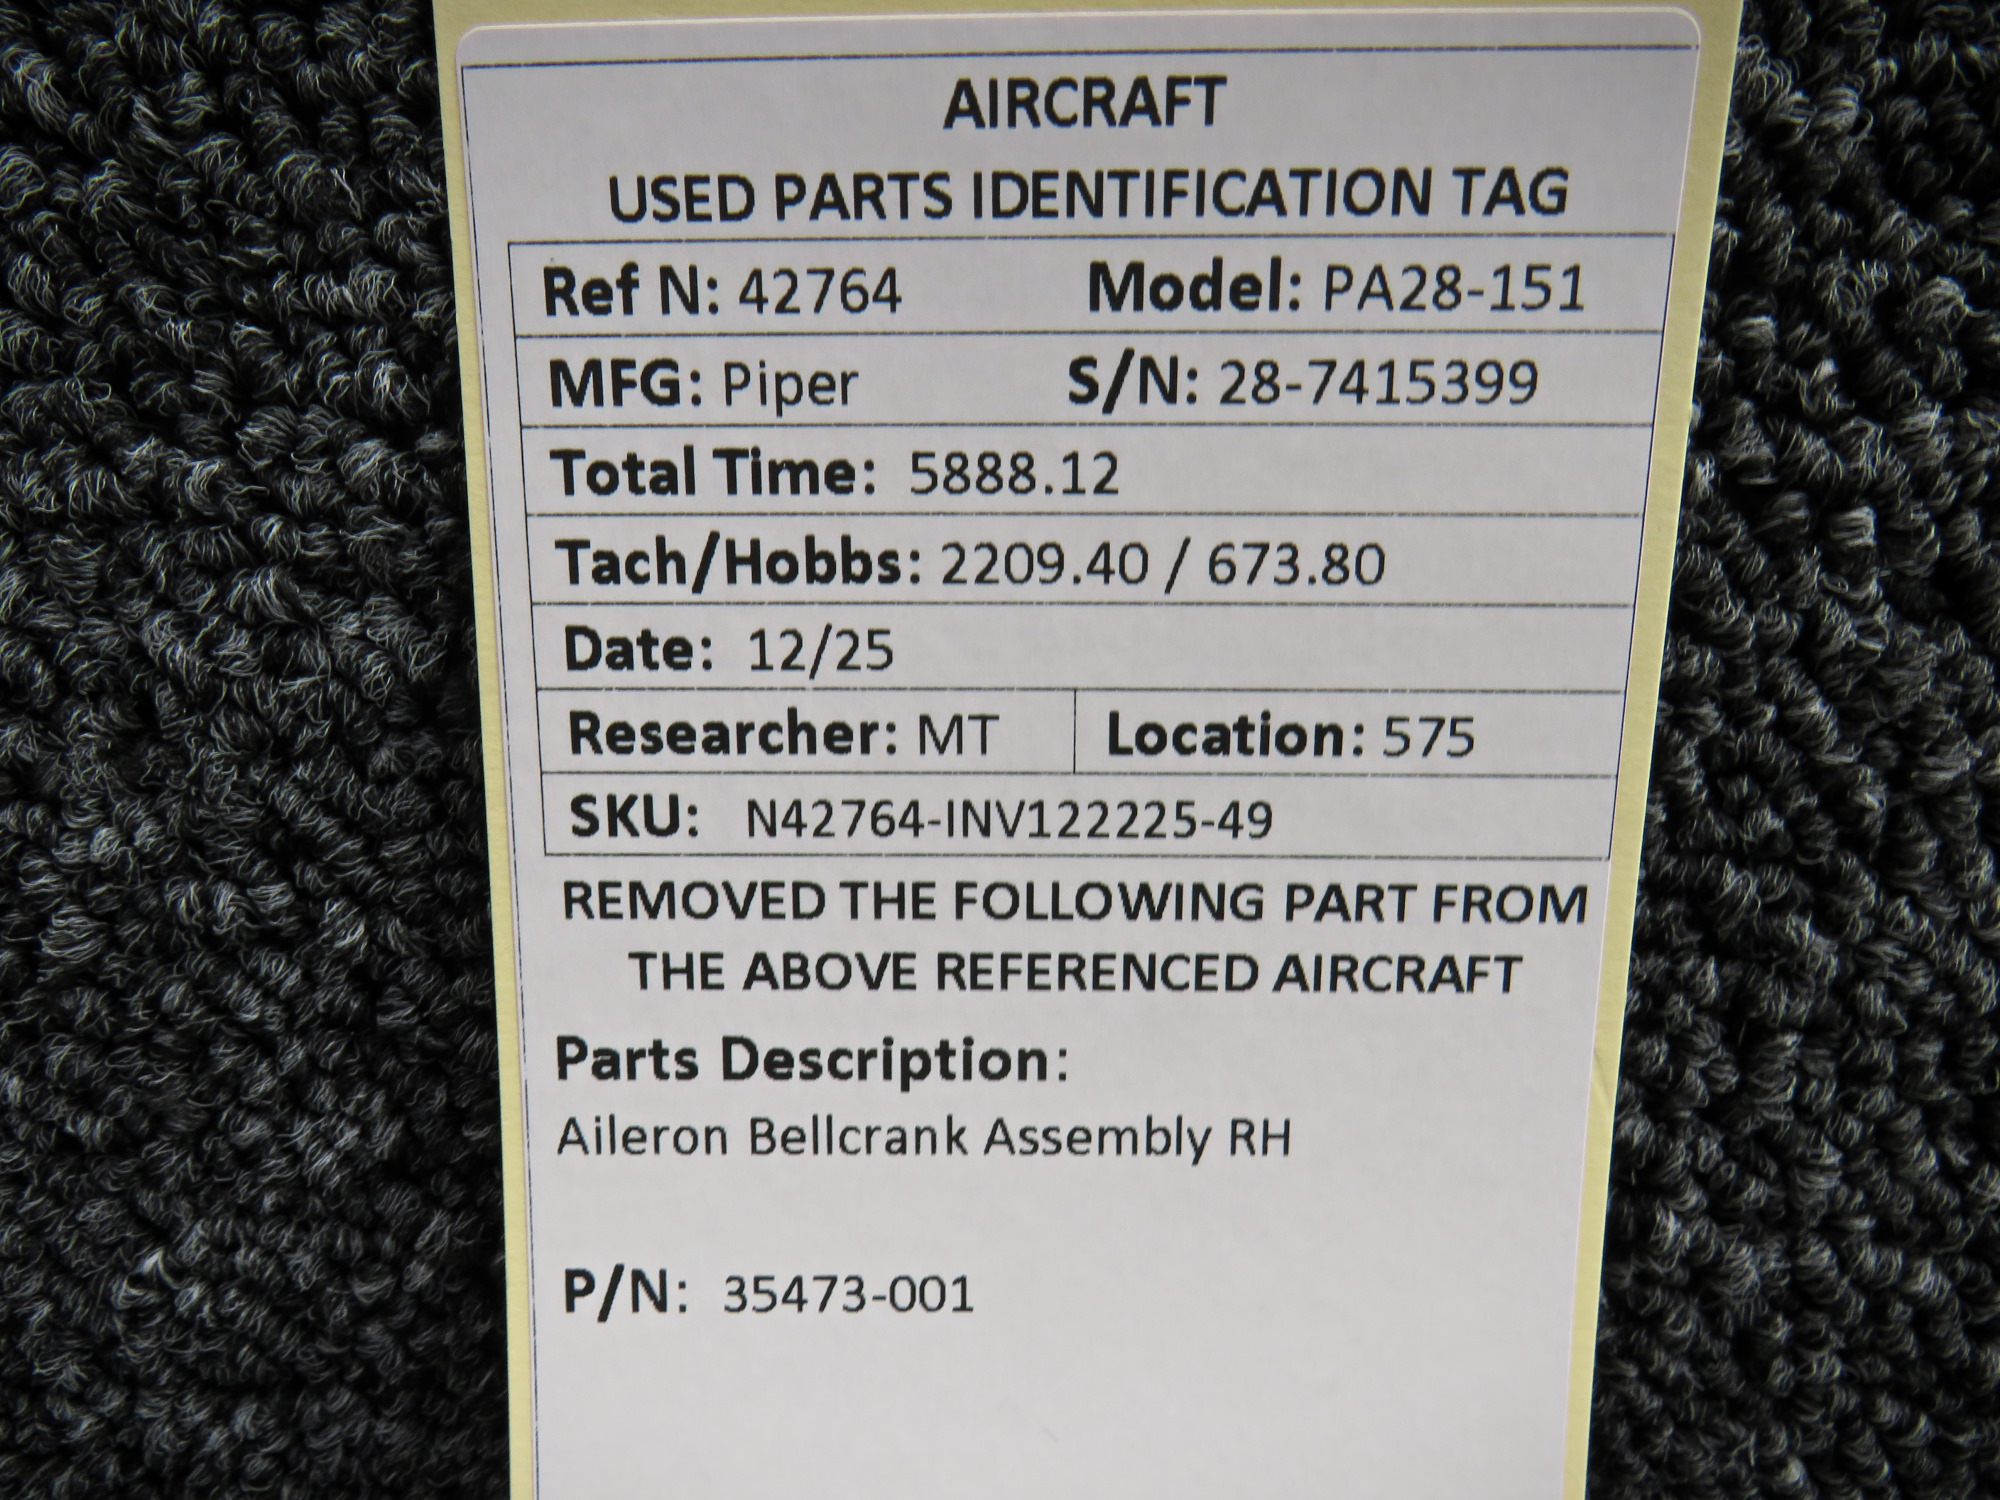 AIRCRAFT
USED PARTS IDENTIFICATION TAG
Ref N: 42764 Model: PA28-151
MFG: Piper S/N: 28-7415399
Total Time: 5888.12
Tach/Hobbs: 2209.40 / 673.80
Date: 12/25
Researcher: MT Location: 575
SKU: N42764-INV122225-49
REMOVED THE FOLLOWING PART FROM
THE ABOVE REFERENCED AIRCRAFT
Parts Description:
Aileron Bellcrank Assembly RH
P/N: 35473-001